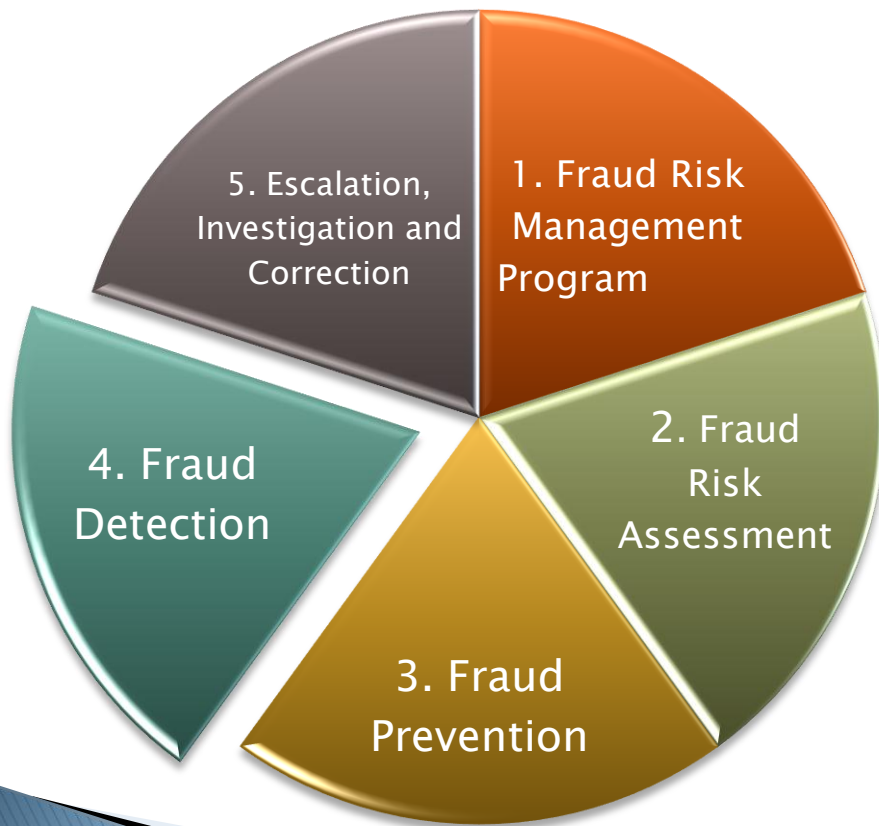 1. Fraud Risk
Management
Program
2. Fraud
Risk
Assessment
3. Fraud
Prevention
4. Fraud
Detection
5. Escalation,
Investigation and
Correction